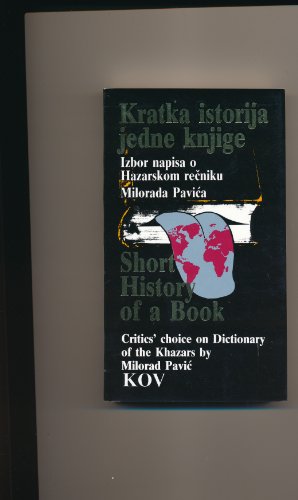 Kratka istorija
jedne knjige
Izbor napisa o
Hazarskom rečniku
Milorada Pavića
Short
History
of a Book
Critics' choice on Dictionary
of the Khazars by
Milorad Pavić
KOV